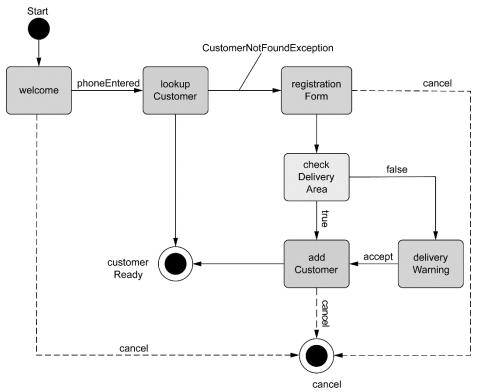 Start
CustomerNotFoundException
welcome
phoneEntered
lookup
Customer
registration
Form
cancel
check
Delivery
Area
false
true
customer
Ready
add
Customer
accept
delivery
Warning
cancel
cancel
cancel